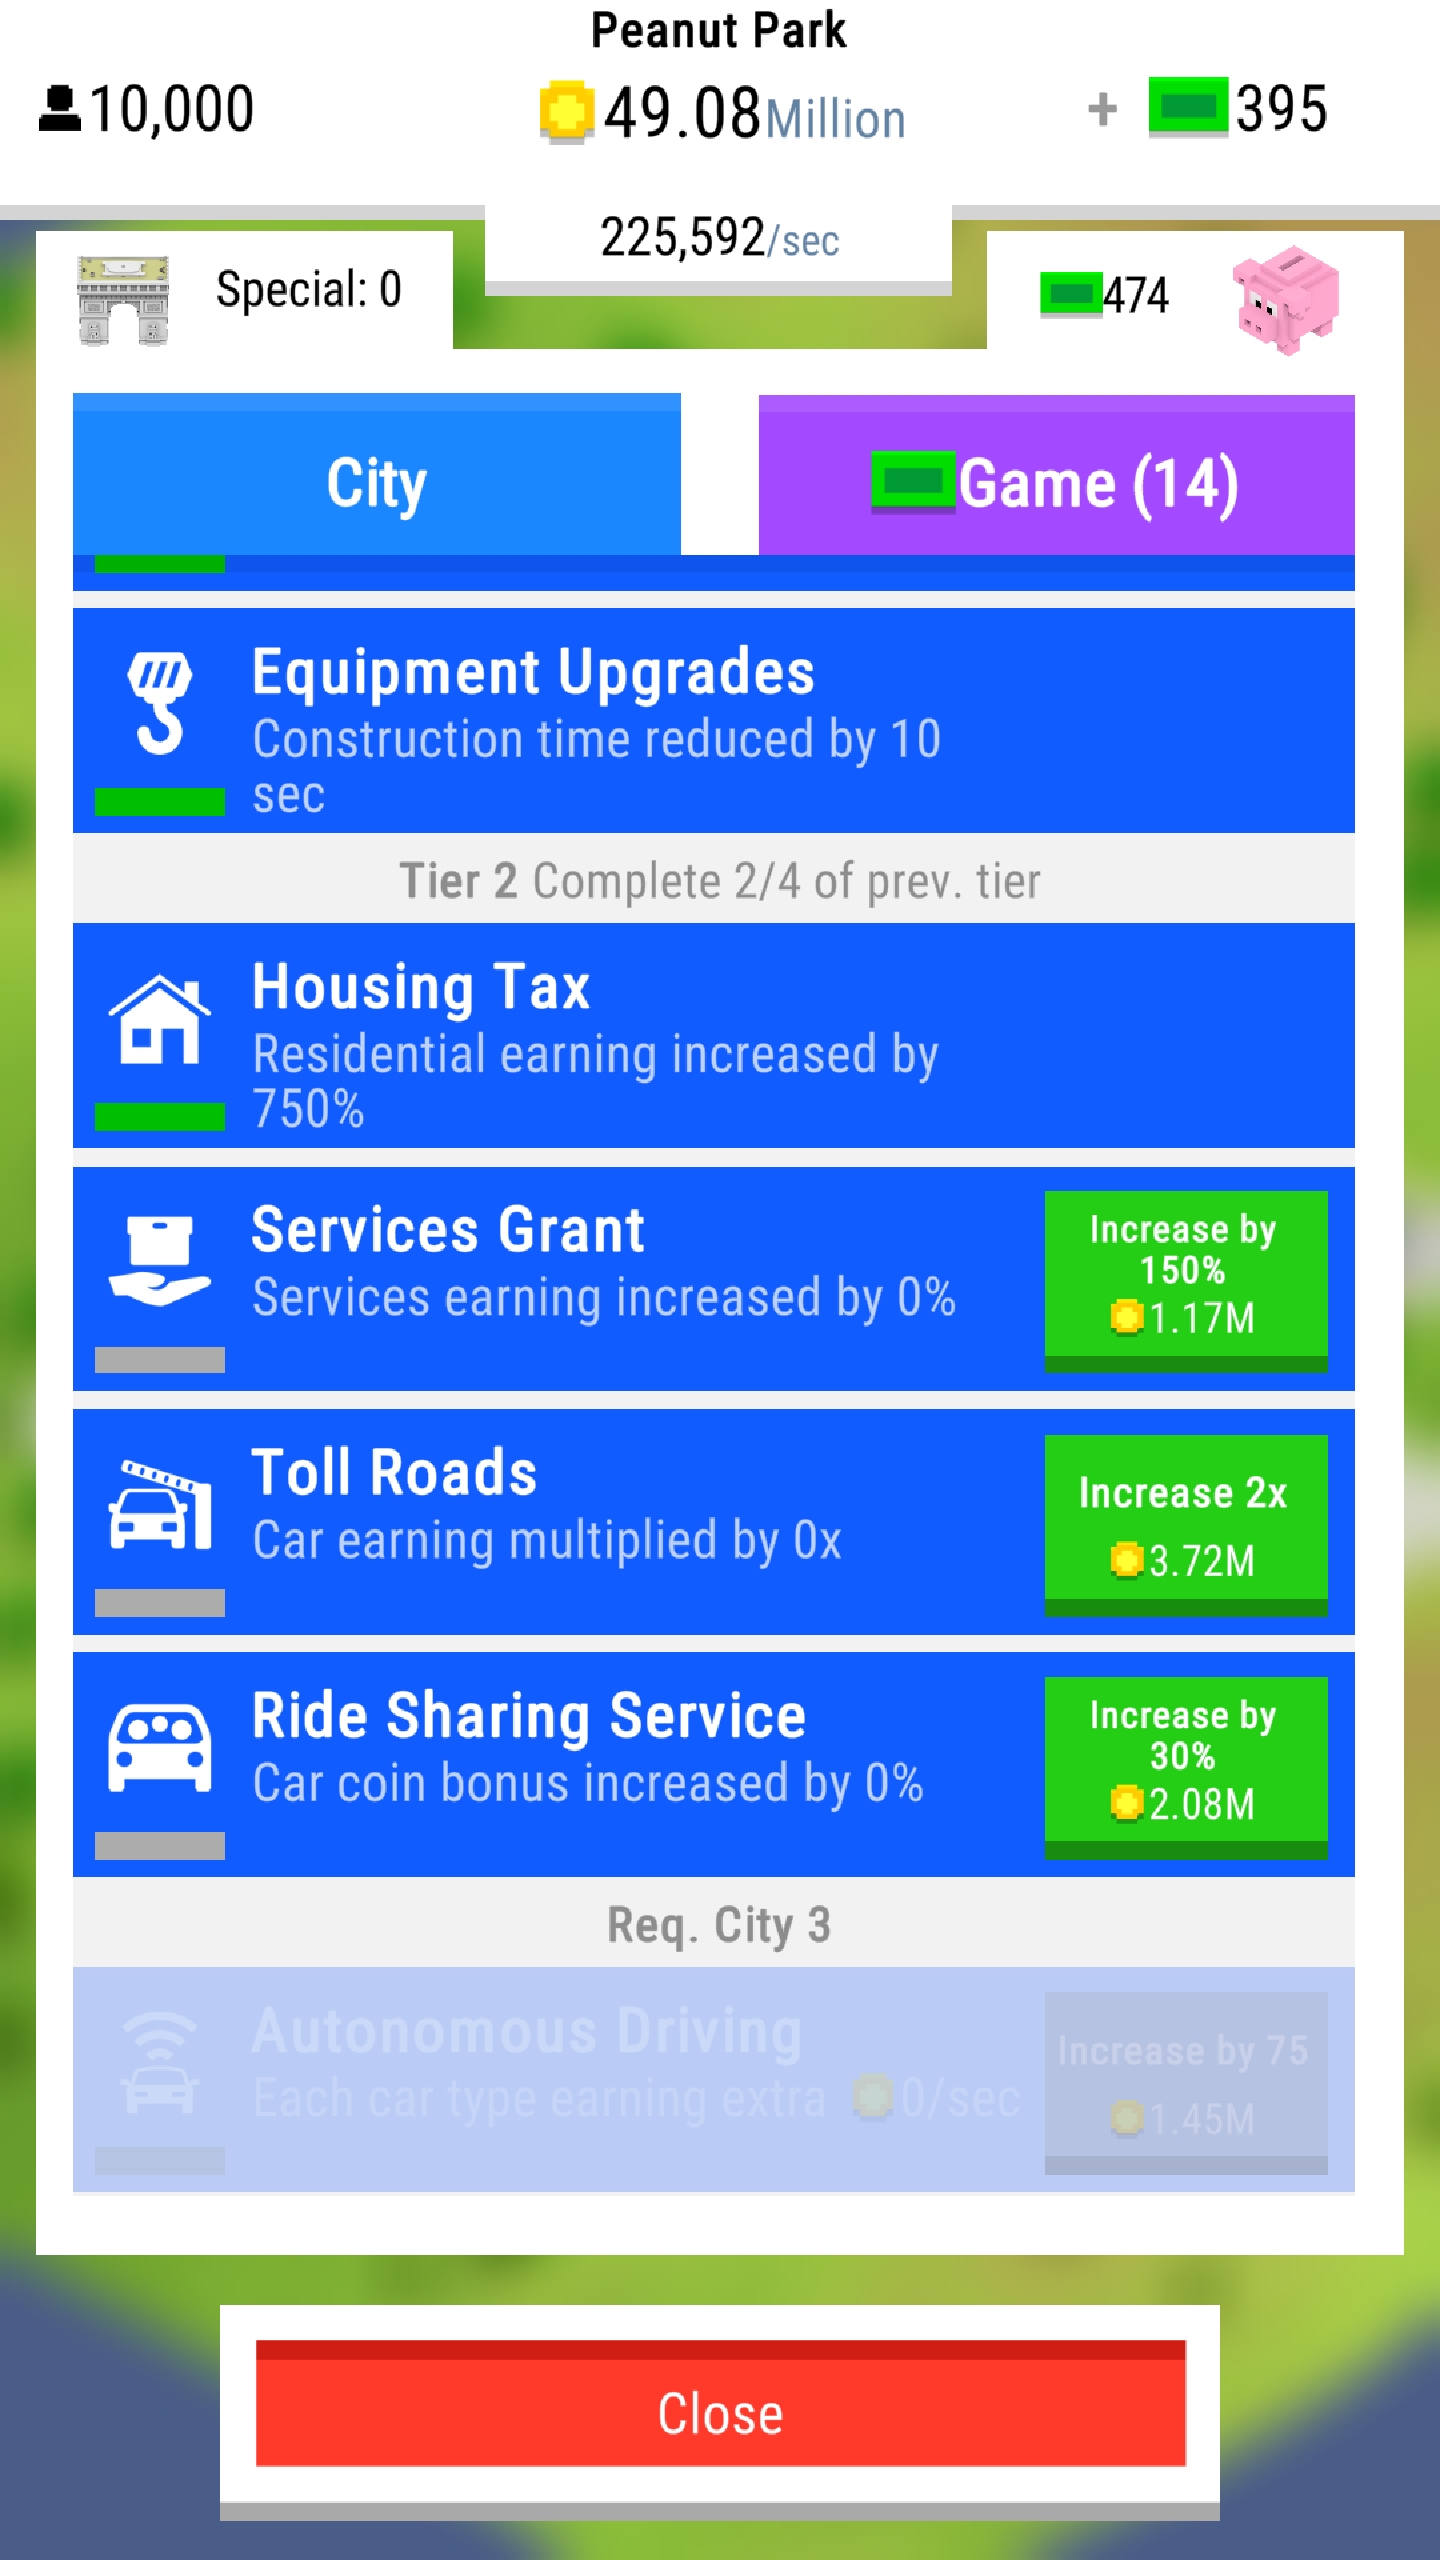 Peanut Park
10,000
49.08Million
+ 395
225,592/sec
Special: 0
474
City
Game (14)
Equipment Upgrades
Construction time reduced by 10
sec
Tier 2 Complete 2/4 of prev. tier
Housing Tax
Residential earning increased by
750%
Services Grant
Services earning increased by 0%
Increase by
150%
1.17M
Toll Roads
Car earning multiplied by 0x
Increase 2x
3.72M
Ride Sharing Service
Car coin bonus increased by 0%
Increase by
30%
2.08M
Req. City 3
Autonomous Driving
Each car type earning extra 0/sec
Increase by 75
1.45M
Close